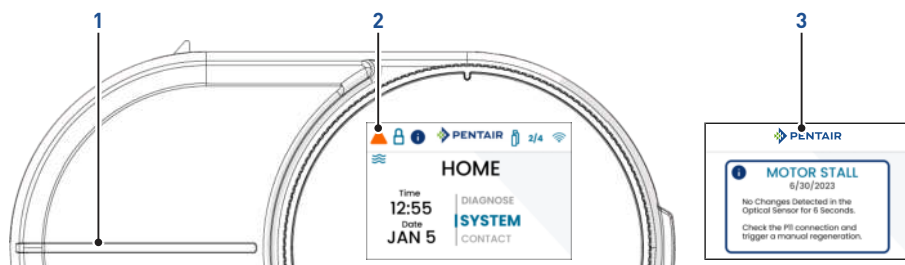 1
2
3
PENTAIR
2/4
HOME
Time
12:55
Date
JAN 5
DIAGNOSE
SYSTEM
CONTACT
PENTAIR
MOTOR STALL
6/30/2023
No Changes Detected in the
Optical Sensor for 6 Seconds.
Check the P11 connection and
trigger a manual regeneration.